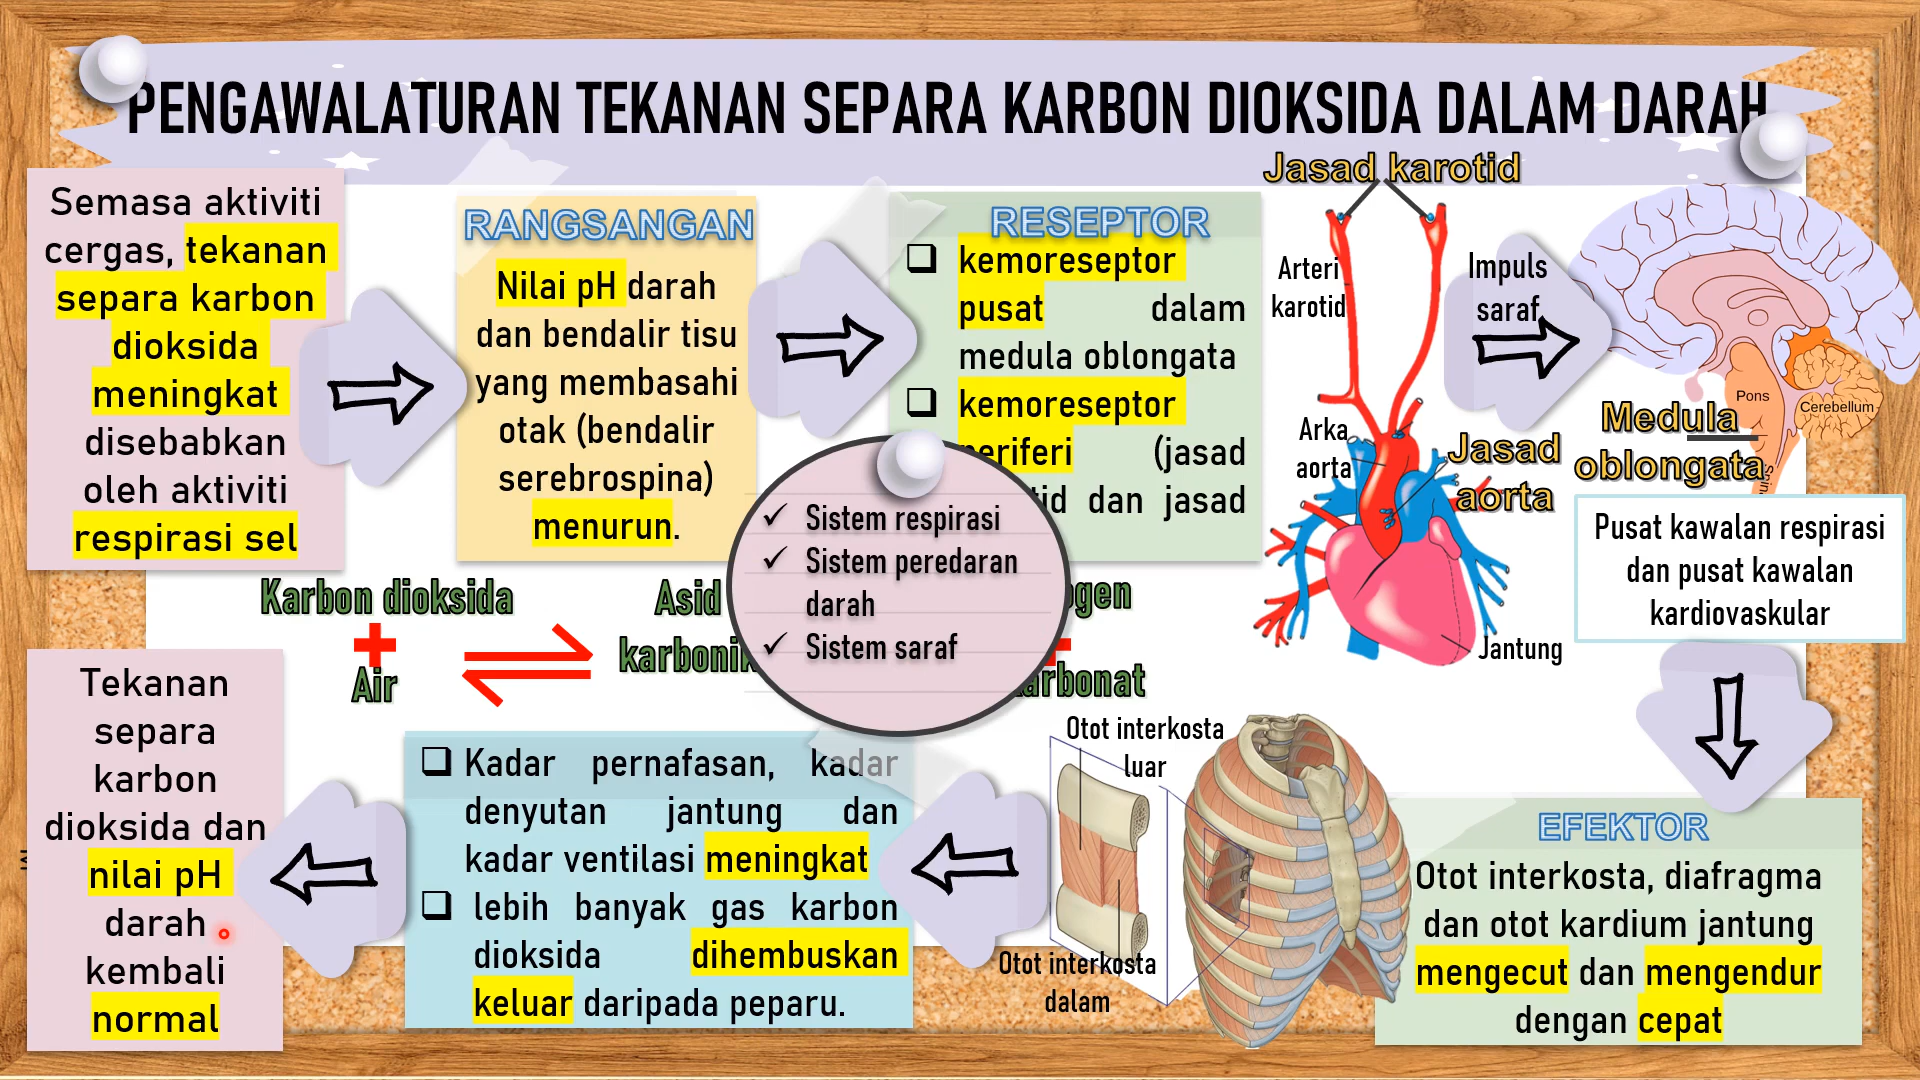 PENGAWALATURAN TEKANAN SEPARA KARBON DIOKSIDA DALAM DARAH
Semasa aktiviti
cergas, tekanan
separa karbon
dioksida
meningkat
disebabkan
oleh aktiviti
respirasi sel
RANGSANGAN
Nilai pH darah
dan bendalir tisu
yang membasahi
otak (bendalir
serebrospina)
menurun.
RESEPTOR
kemoreseptor
pusat dalam
medula oblongata
kemoreseptor
periferi (jasad
dan jasad
Jasad karotid
Arteri
karotid
Arka
aorta
Jasad
aorta
Jantung
Impuls
saraf
Pons
Cerebellum
Medula
oblongata
Pusat kawalan respirasi
dan pusat kawalan
kardiovaskular
Sistem respirasi
Sistem peredaran
darah
Sistem saraf
Karbon dioksida
+
Air
Asid
karbonik
EFEKTOR
Otot interkosta, diafragma
dan otot kardium jantung
mengecut dan mengendur
dengan cepat
Otot interkosta
luar
Otot interkosta
dalam
Kadar pernafasan, kadar
denyutan jantung dan
kadar ventilasi meningkat
lebih banyak gas karbon
dioksida dihembuskan
keluar daripada peparu.
Tekanan
separa
karbon
dioksida dan
nilai pH
darah
kembali
normal